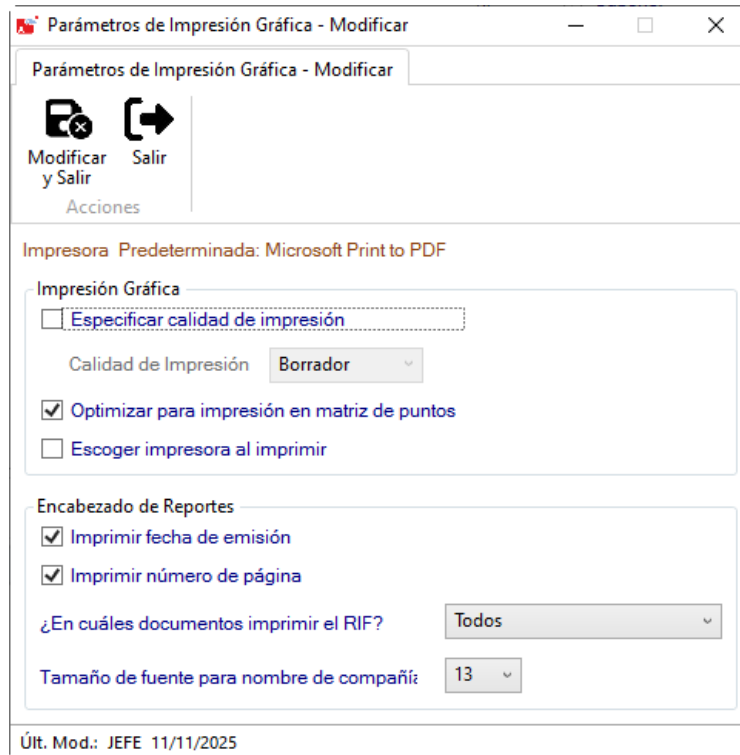 Parámetros de Impresión Gráfica - Modificar
Parámetros de Impresión Gráfica - Modificar
Modificar y Salir
Salir
Acciones
Impresora Predeterminada: Microsoft Print to PDF
Impresión Gráfica
Especificar calidad de impresión
Calidad de Impresión Borrador
Optimizar para impresión en matriz de puntos
Escoger impresora al imprimir
Encabezado de Reportes
Imprimir fecha de emisión
Imprimir número de página
¿En cuáles documentos imprimir el RIF? Todos
Tamaño de fuente para nombre de compañía 13
Últ. Mod.: JEFE 11/11/2025